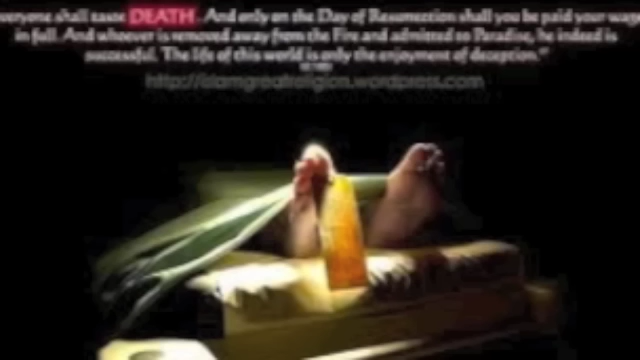 veryone shall taste DEATH. And only on the Day of Resurrection shall you be paid your wag
in full. And whoever is removed away from the Fire and admitted to Paradise, he indeed is
successful. The life of this world is only the enjoyment of deception."
http://islamgreatreligion.wordpress.com